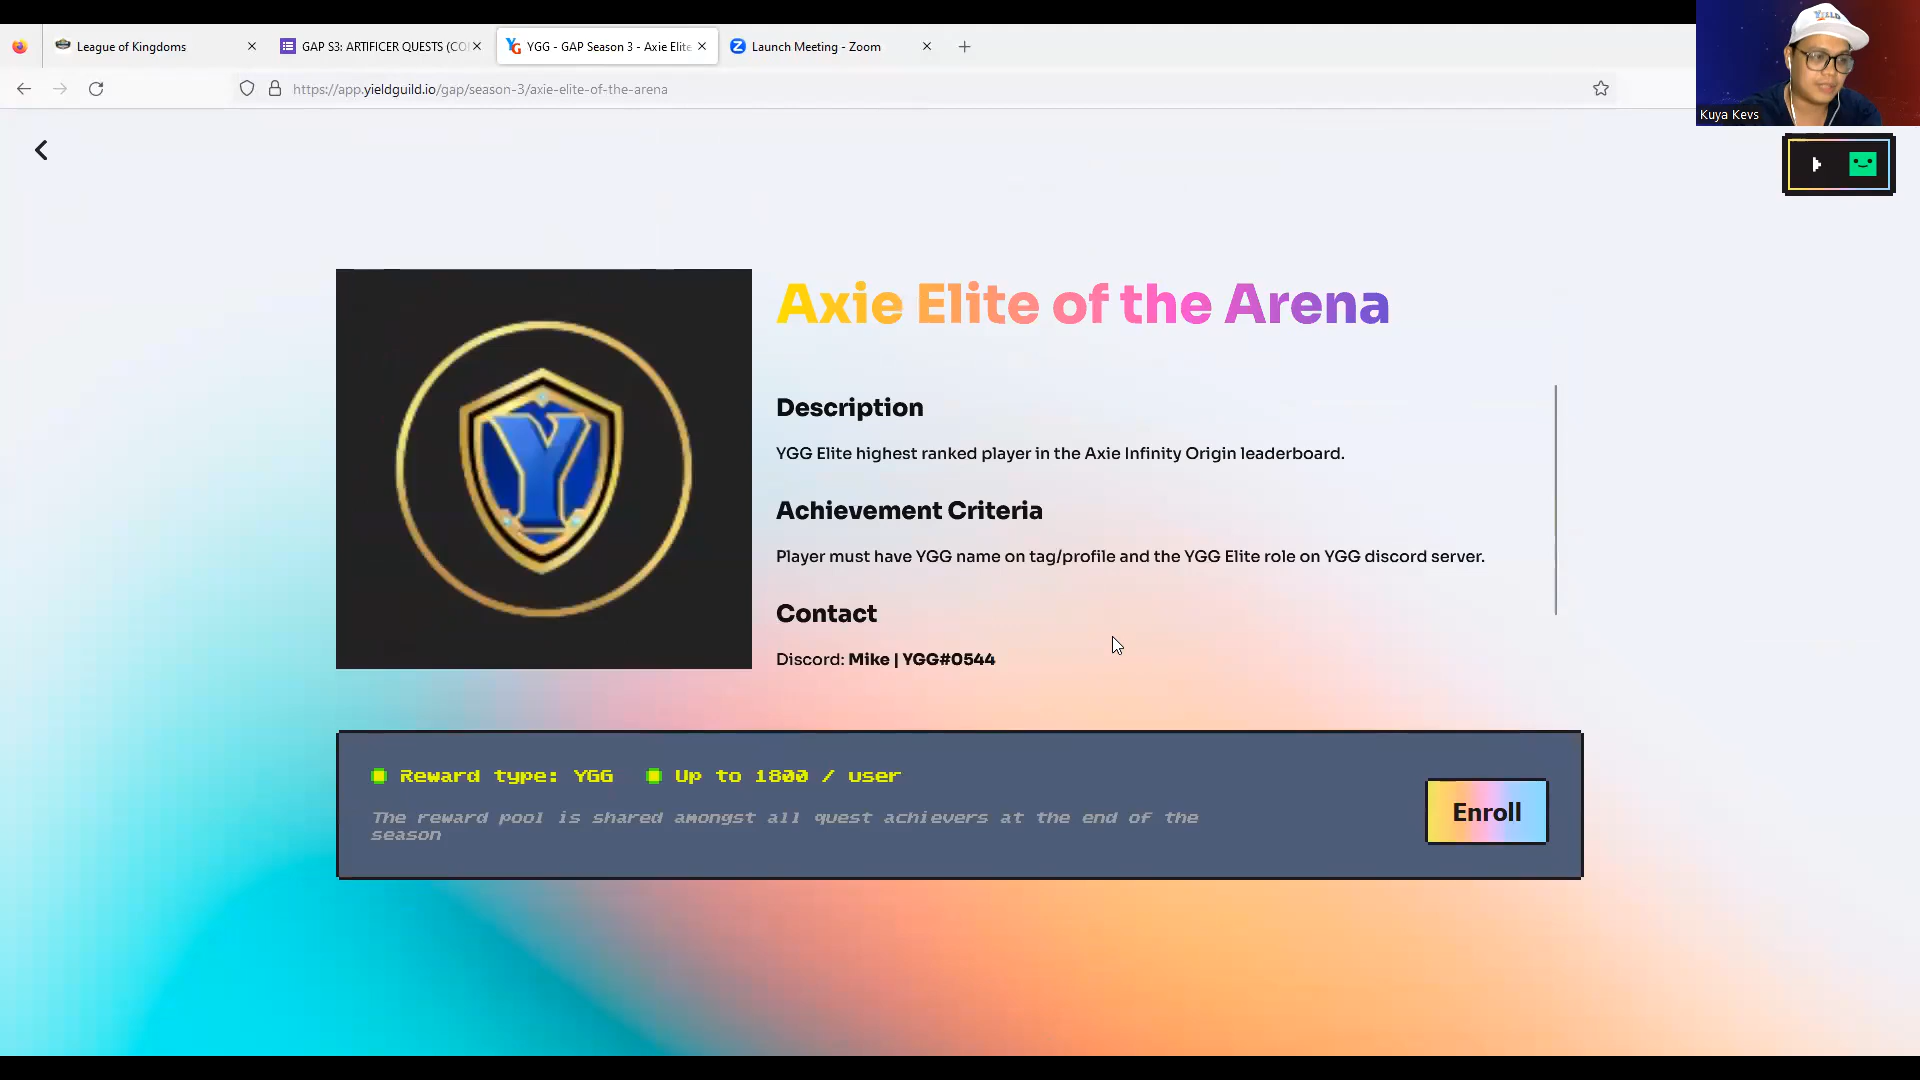 League of Kingdoms
GAP S3: ARTIFICER QUESTS (CO
YGG - GAP Season 3 - Axie Elite
Launch Meeting - Zoom
https://app.yieldguild.io/gap/season-3/axie-elite-of-the-arena
Kuya Kevs
Axie Elite of the Arena
Description
YGG Elite highest ranked player in the Axie Infinity Origin leaderboard.
Achievement Criteria
Player must have YGG name on tag/profile and the YGG Elite role on YGG discord server.
Contact
Discord: Mike | YGG#0544
Y
Reward type: YGG
Up to 1800 / user
The reward pool is shared amongst all quest achievers at the end of the
season
Enroll